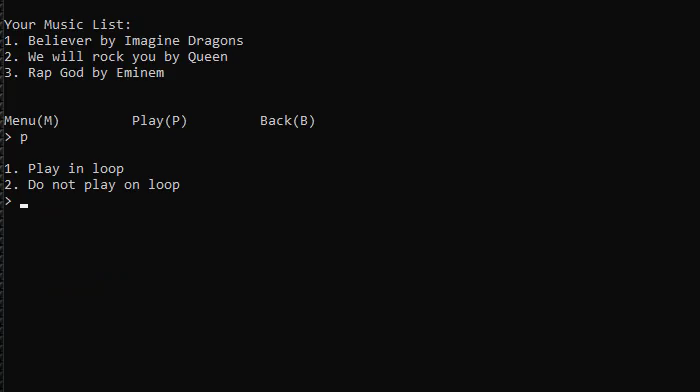 Your Music List:
1. Believer by Imagine Dragons
2. We will rock you by Queen
3. Rap God by Eminem
Menu(M) Play(P) Back(B)
> p
1. Play in loop
2. Do not play on loop
>